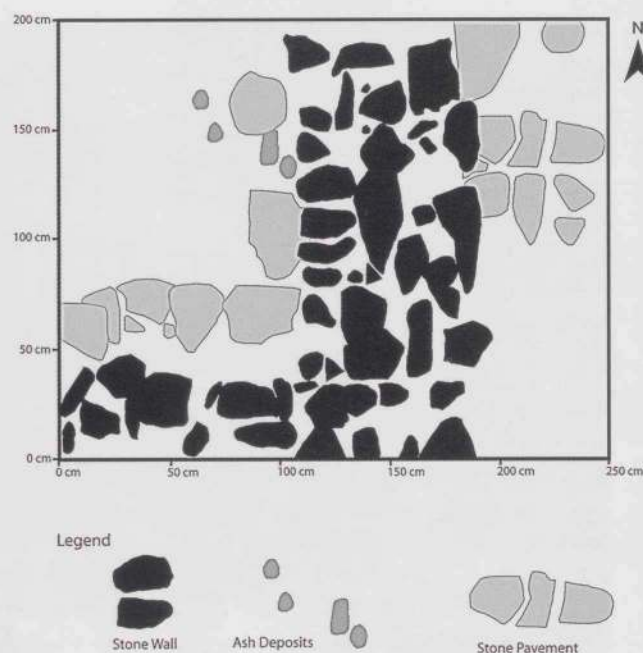 200 cm
N
150 cm
100 cm
50 cm
0 cm
0 cm 50 cm 100 cm 150 cm 200 cm 250 cm
Legend
Stone Wall Ash Deposits Stone Pavement